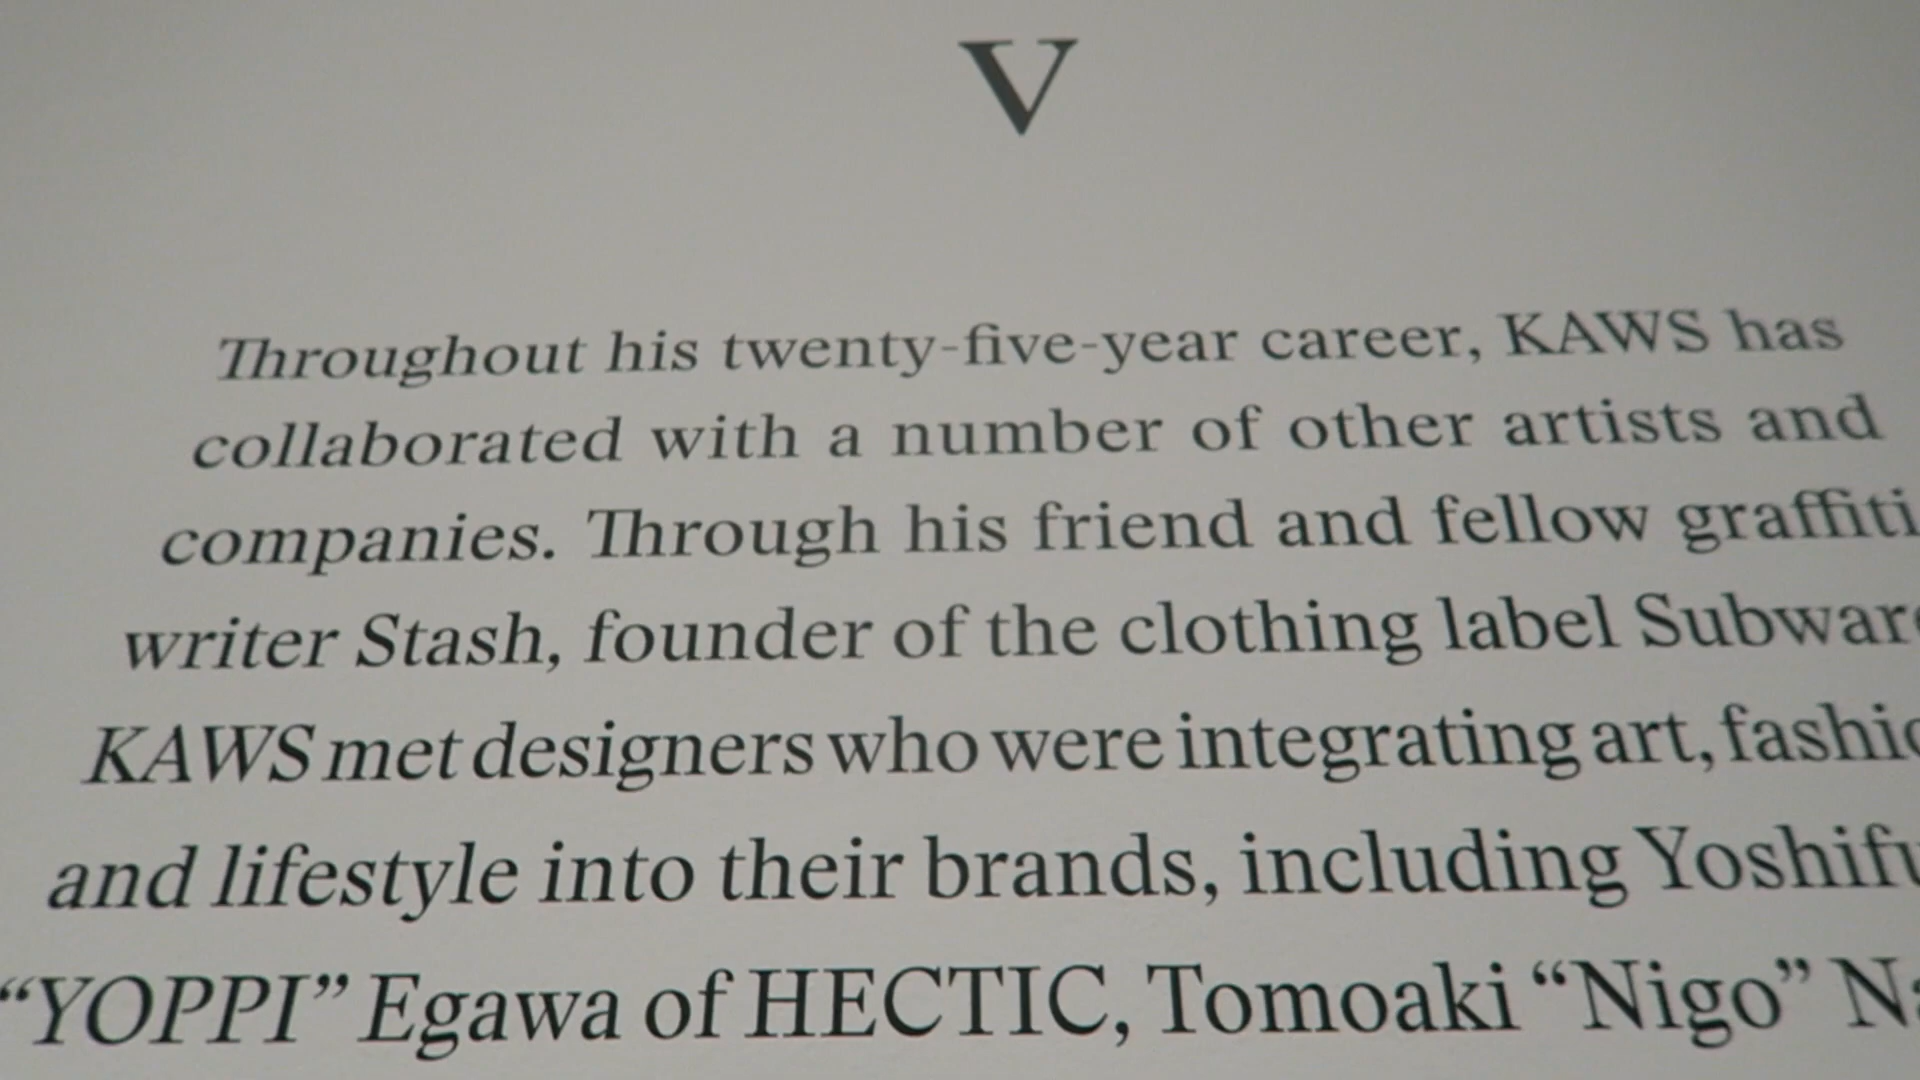 V
Throughout his twenty-five-year career, KAWS has
collaborated with a number of other artists and
companies. Through his friend and fellow graffiti
writer Stash, founder of the clothing label
KAWS met designers who were integrating art,
and lifestyle into their brands, including
“YOPPI” Egawa of HECTIC, Tomoaki “Nigo”